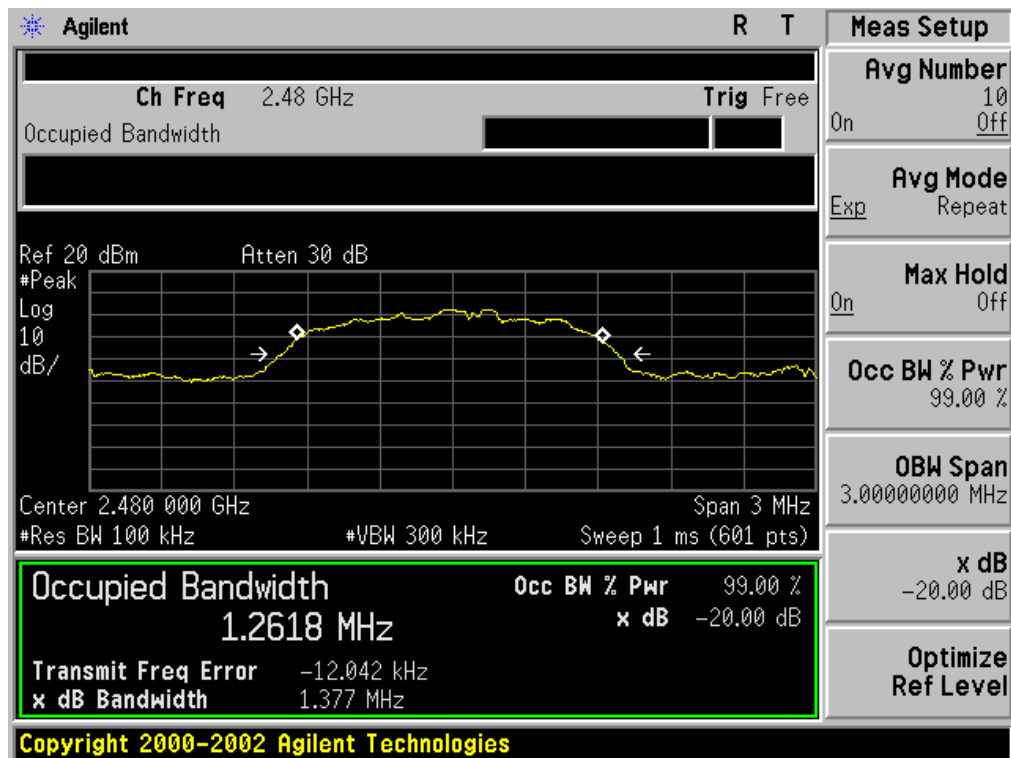 Agilent R T
Ch Freq 2.48 GHz Trig Free
Occupied Bandwidth
Ref 20 dBm Atten 30 dB
#Peak
Log
10
dB/
Center 2.480 000 GHz Span 3 MHz
#Res BW 100 kHz #VBW 300 kHz Sweep 1 ms (601 pts)
Occupied Bandwidth Occ BW % Pwr 99.00 %
1.2618 MHz x dB -20.00 dB
Transmit Freq Error -12.042 kHz
x dB Bandwidth 1.377 MHz
Copyright 2000-2002 Agilent Technologies
Meas Setup
Avg Number
10
On Off
Avg Mode
Exp Repeat
Max Hold
On Off
Occ BW % Pwr
99.00 %
OBW Span
3.00000000 MHz
x dB
-20.00 dB
Optimize
Ref Level